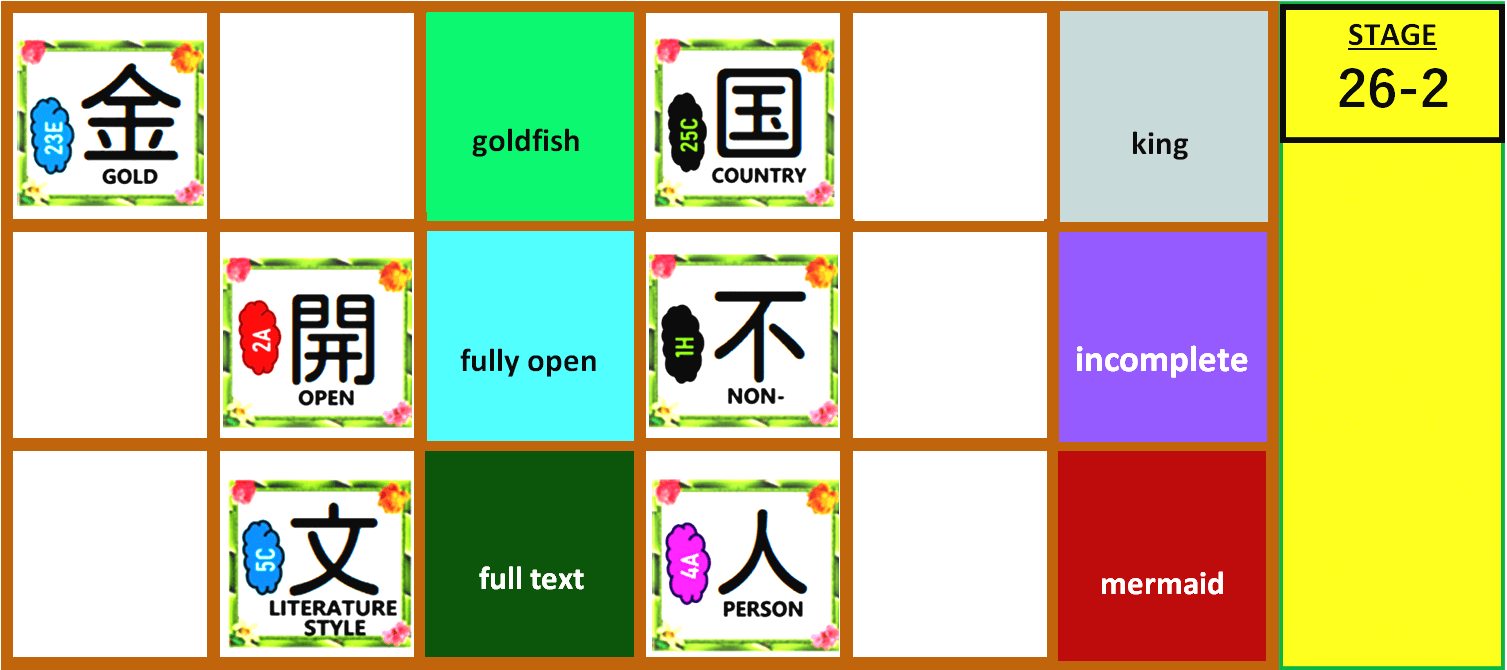 23E
金
GOLD
goldfish
25C
国
COUNTRY
king
STAGE
26-2
2A
開
OPEN
fully open
1H
不
NON-
incomplete
5C
文
LITERATURE
STYLE
full text
4A
人
PERSON
mermaid